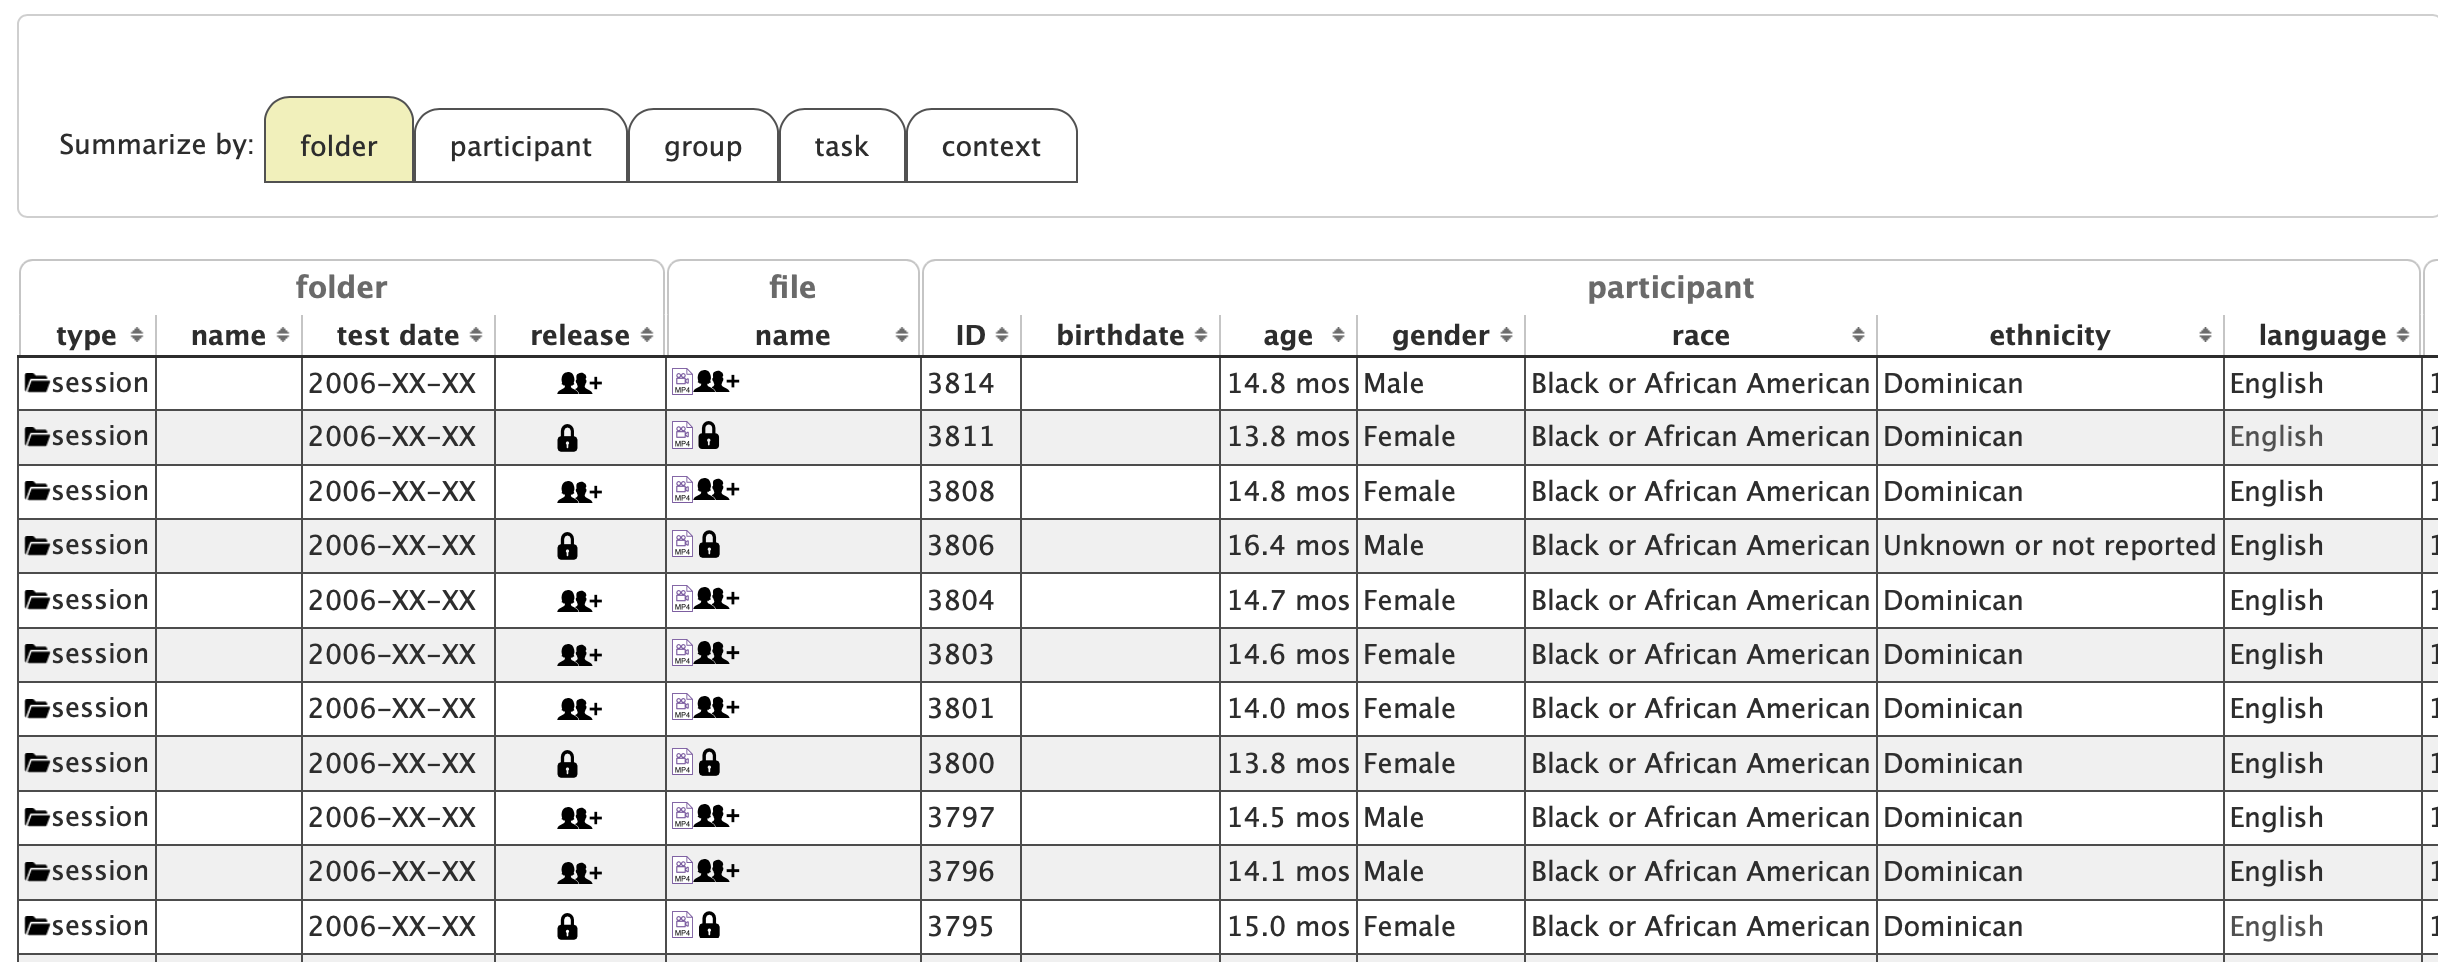 Summarize by: folder participant group task context
folder file participant
type name test date release name ID birthdate age gender race ethnicity language
session 2006-XX-XX + MP4 + 3814 14.8 mos Male Black or African American Dominican English
session 2006-XX-XX MP4 3811 13.8 mos Female Black or African American Dominican English
session 2006-XX-XX + MP4 + 3808 14.8 mos Female Black or African American Dominican English
session 2006-XX-XX MP4 3806 16.4 mos Male Black or African American Unknown or not reported English
session 2006-XX-XX + MP4 + 3804 14.7 mos Female Black or African American Dominican English
session 2006-XX-XX + MP4 + 3803 14.6 mos Female Black or African American Dominican English
session 2006-XX-XX + MP4 + 3801 14.0 mos Female Black or African American Dominican English
session 2006-XX-XX MP4 3800 13.8 mos Female Black or African American Dominican English
session 2006-XX-XX + MP4 + 3797 14.5 mos Male Black or African American Dominican English
session 2006-XX-XX + MP4 + 3796 14.1 mos Male Black or African American Dominican English
session 2006-XX-XX MP4 3795 15.0 mos Female Black or African American Dominican English